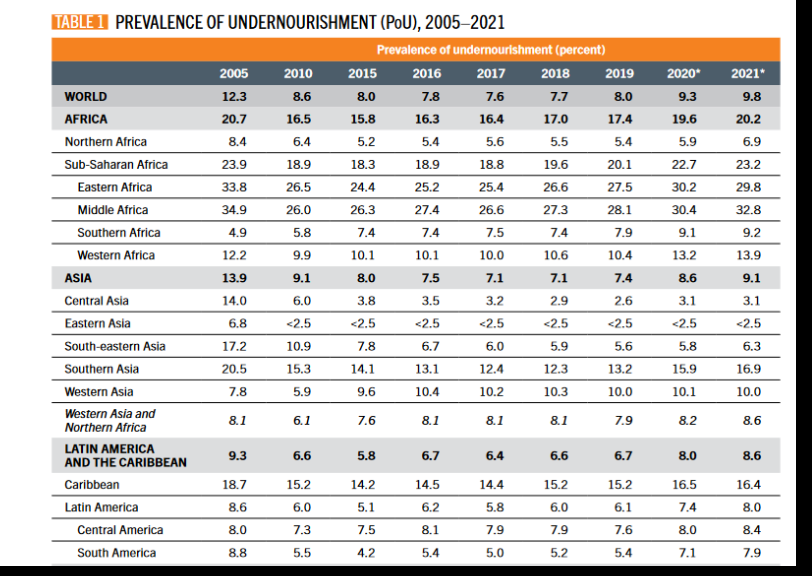 TABLE 1 PREVALENCE OF UNDERNOURISHMENT (PoU), 2005–2021
Prevalence of undernourishment (percent)
2005 2010 2015 2016 2017 2018 2019 2020* 2021*
WORLD 12.3 8.6 8.0 7.8 7.6 7.7 8.0 9.3 9.8
AFRICA 20.7 16.5 15.8 16.3 16.4 17.0 17.4 19.6 20.2
Northern Africa 8.4 6.4 5.2 5.4 5.6 5.5 5.4 5.9 6.9
Sub-Saharan Africa 23.9 18.9 18.3 18.9 18.8 19.6 20.1 22.7 23.2
Eastern Africa 33.8 26.5 24.4 25.2 25.4 26.6 27.5 30.2 29.8
Middle Africa 34.9 26.0 26.3 27.4 26.6 27.3 28.1 30.4 32.8
Southern Africa 4.9 5.8 7.4 7.4 7.5 7.4 7.9 9.1 9.2
Western Africa 12.2 9.9 10.1 10.1 10.0 10.6 10.4 13.2 13.9
ASIA 13.9 9.1 8.0 7.5 7.1 7.1 7.4 8.6 9.1
Central Asia 14.0 6.0 3.8 3.5 3.2 2.9 2.6 3.1 3.1
Eastern Asia 6.8 <2.5 <2.5 <2.5 <2.5 <2.5 <2.5 <2.5 <2.5
South-eastern Asia 17.2 10.9 7.8 6.7 6.0 5.9 5.6 5.8 6.3
Southern Asia 20.5 15.3 14.1 13.1 12.4 12.3 13.2 15.9 16.9
Western Asia 7.8 5.9 9.6 10.4 10.2 10.3 10.0 10.1 10.0
Western Asia and
Northern Africa 8.1 6.1 7.6 8.1 8.1 8.1 7.9 8.2 8.6
LATIN AMERICA
AND THE CARIBBEAN 9.3 6.6 5.8 6.7 6.4 6.6 6.7 8.0 8.6
Caribbean 18.7 15.2 14.2 14.5 14.4 15.2 15.2 16.5 16.4
Latin America 8.6 6.0 5.1 6.2 5.8 6.0 6.1 7.4 8.0
Central America 8.0 7.3 7.5 8.1 7.9 7.9 7.6 8.0 8.4
South America 8.8 5.5 4.2 5.4 5.0 5.2 5.4 7.1 7.9